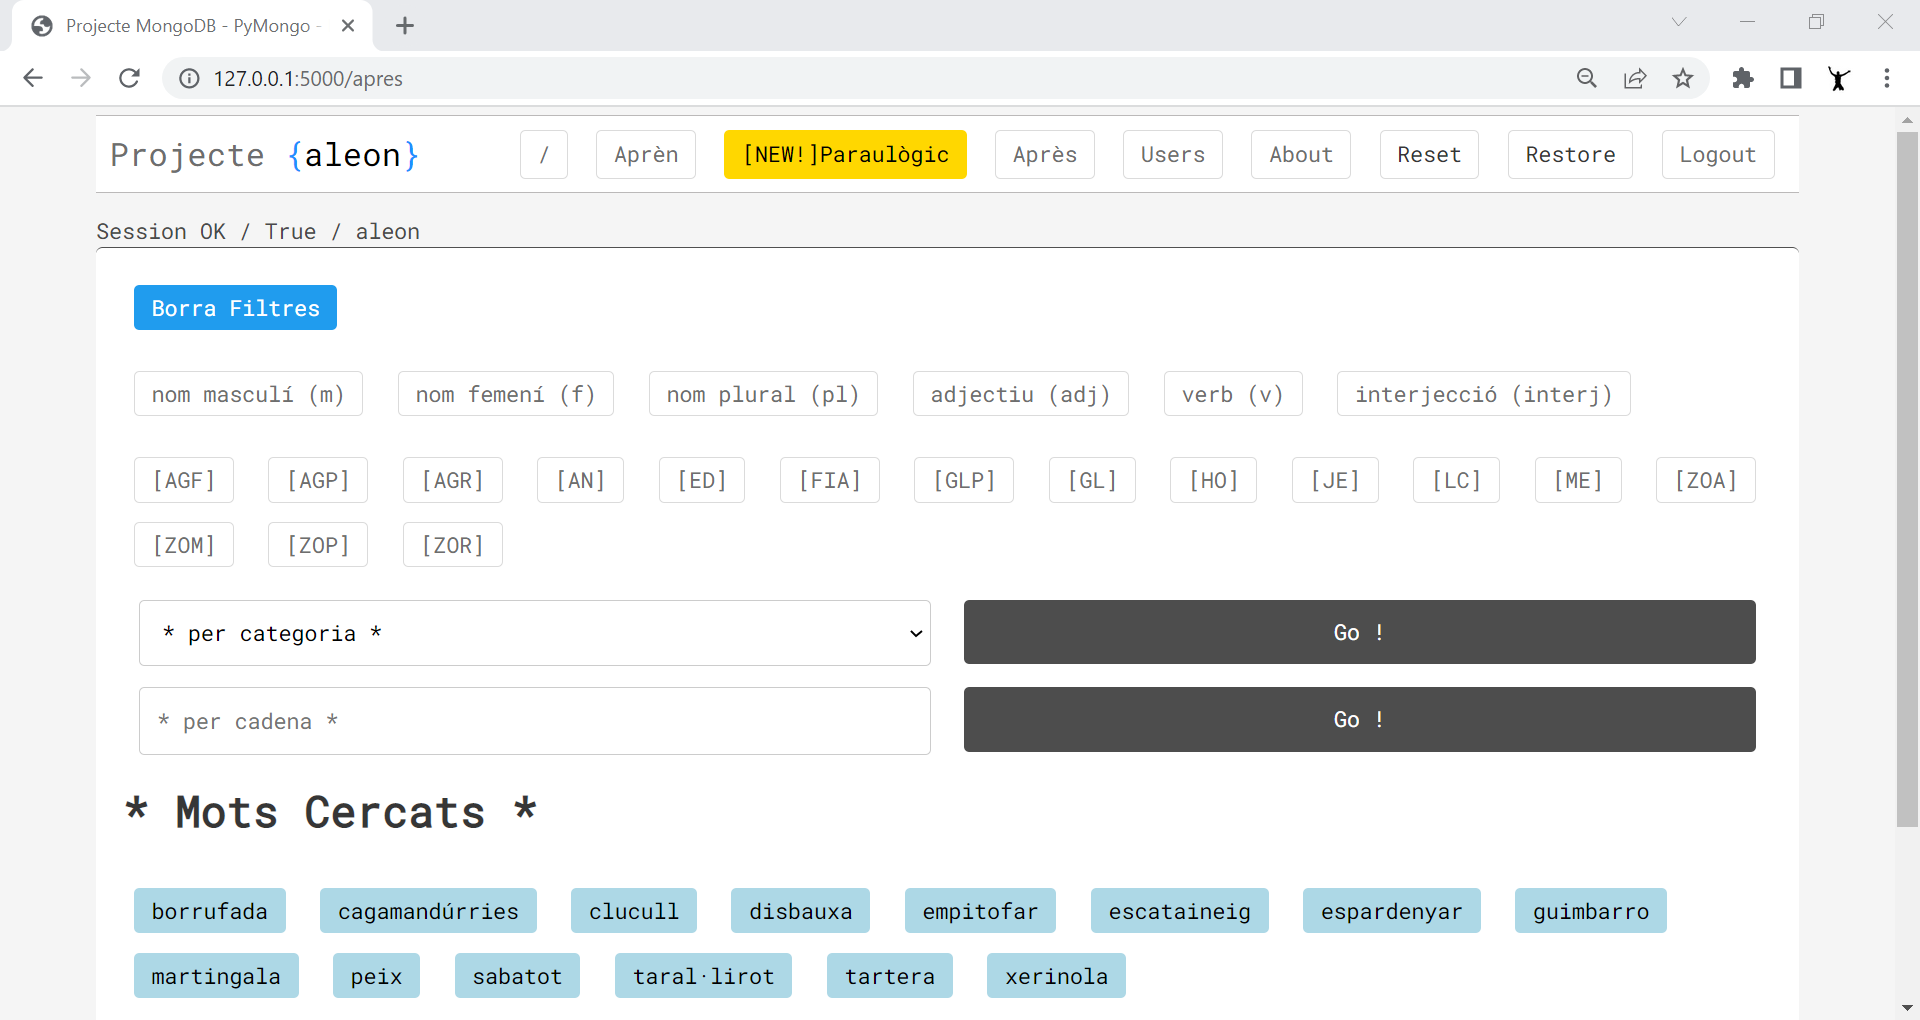 Projecte MongoDB - PyMongo -
127.0.0.1:5000/apres
Projecte {aleon} / Aprèn [NEW!]Paraulògic Après Users About Reset Restore Logout
Session OK / True / aleon
Borra Filtres
nom masculí (m) nom femení (f) nom plural (pl) adjectiu (adj) verb (v) interjecció (interj)
[AGF] [AGP] [AGR] [AN] [ED] [FIA] [GLP] [GL] [HO] [JE] [LC] [ME] [ZOA]
[ZOM] [ZOP] [ZOR]
* per categoria * Go !
* per cadena * Go !
* Mots Cercats *
borrufada cagamandúrries clucull disbauxa empitofar escataineig espardenyar guimbarro
martingala peix sabatot taral·lirot tartera xerinola